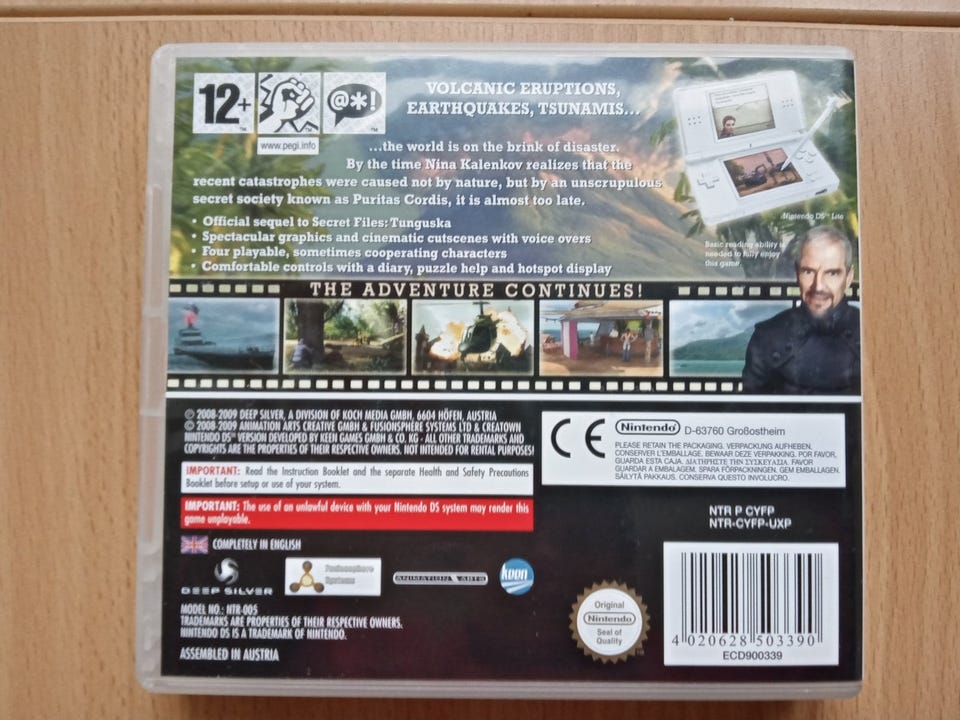 12+
TM
TM
@*!
TM
www.pegi.info
VOLCANIC ERUPTIONS,
EARTHQUAKES, TSUNAMIS...
...the world is on the brink of disaster.
By the time Nina Kalenkov realizes that the
recent catastrophes were caused not by nature, but by an unscrupulous
secret society known as Puritas Cordis, it is almost too late.
• Official sequel to Secret Files: Tunguska
• Spectacular graphics and cinematic cutscenes with voice overs
• Four playable, sometimes cooperating characters
• Comfortable controls with a diary, puzzle help and hotspot display
Nintendo DS™ Lite
Basic reading ability is
needed to fully enjoy
this game.
THE ADVENTURE CONTINUES!
© 2008-2009 DEEP SILVER, A DIVISION OF KOCH MEDIA GMBH, 6604 HÖFEN, AUSTRIA
© 2008-2009 ANIMATION ARTS CREATIVE GMBH & FUSIONSPHERE SYSTEMS LTD & CREATOWN
NINTENDO DS™ VERSION DEVELOPED BY KEEN GAMES GMBH & CO. KG - ALL OTHER TRADEMARKS AND
COPYRIGHTS ARE THE PROPERTIES OF THEIR RESPECTIVE OWNERS. NOT INTENDED FOR RENTAL PURPOSES!
IMPORTANT: Read the Instruction Booklet and the separate Health and Safety Precautions
Booklet before setup or use of your system.
IMPORTANT: The use of an unlawful device with your Nintendo DS system may render this
game unplayable.
COMPLETELY IN ENGLISH
DEEP SILVER
Fusionsphere
Systems
ANIMATION ARTS
keen
MODEL NO.: NTR-005
TRADEMARKS ARE PROPERTIES OF THEIR RESPECTIVE OWNERS.
NINTENDO DS IS A TRADEMARK OF NINTENDO.
ASSEMBLED IN AUSTRIA
CE
Nintendo D-63760 Großostheim
PLEASE RETAIN THE PACKAGING. VERPACKUNG AUFHEBEN.
CONSERVER L'EMBALLAGE. BEWAAR DEZE VERPAKKING. POR FAVOR,
GUARDA ESTA CAJA. ΔΙΑΤΗΡΗΣΤΕ ΤΗΝ ΣΥΣΚΕΥΑΣΙΑ. FAVOR
GUARDAR A EMBALAGEM. SPARA FÖRPACKNINGEN. GEM EMBALLAGEN.
SÄILYTÄ PAKKAUS. CONSERVA QUESTO INVOLUCRO.
NTR P CYFP
NTR-CYFP-UXP
Original
Nintendo
Seal of
Quality
4 020628 503390
ECD900339